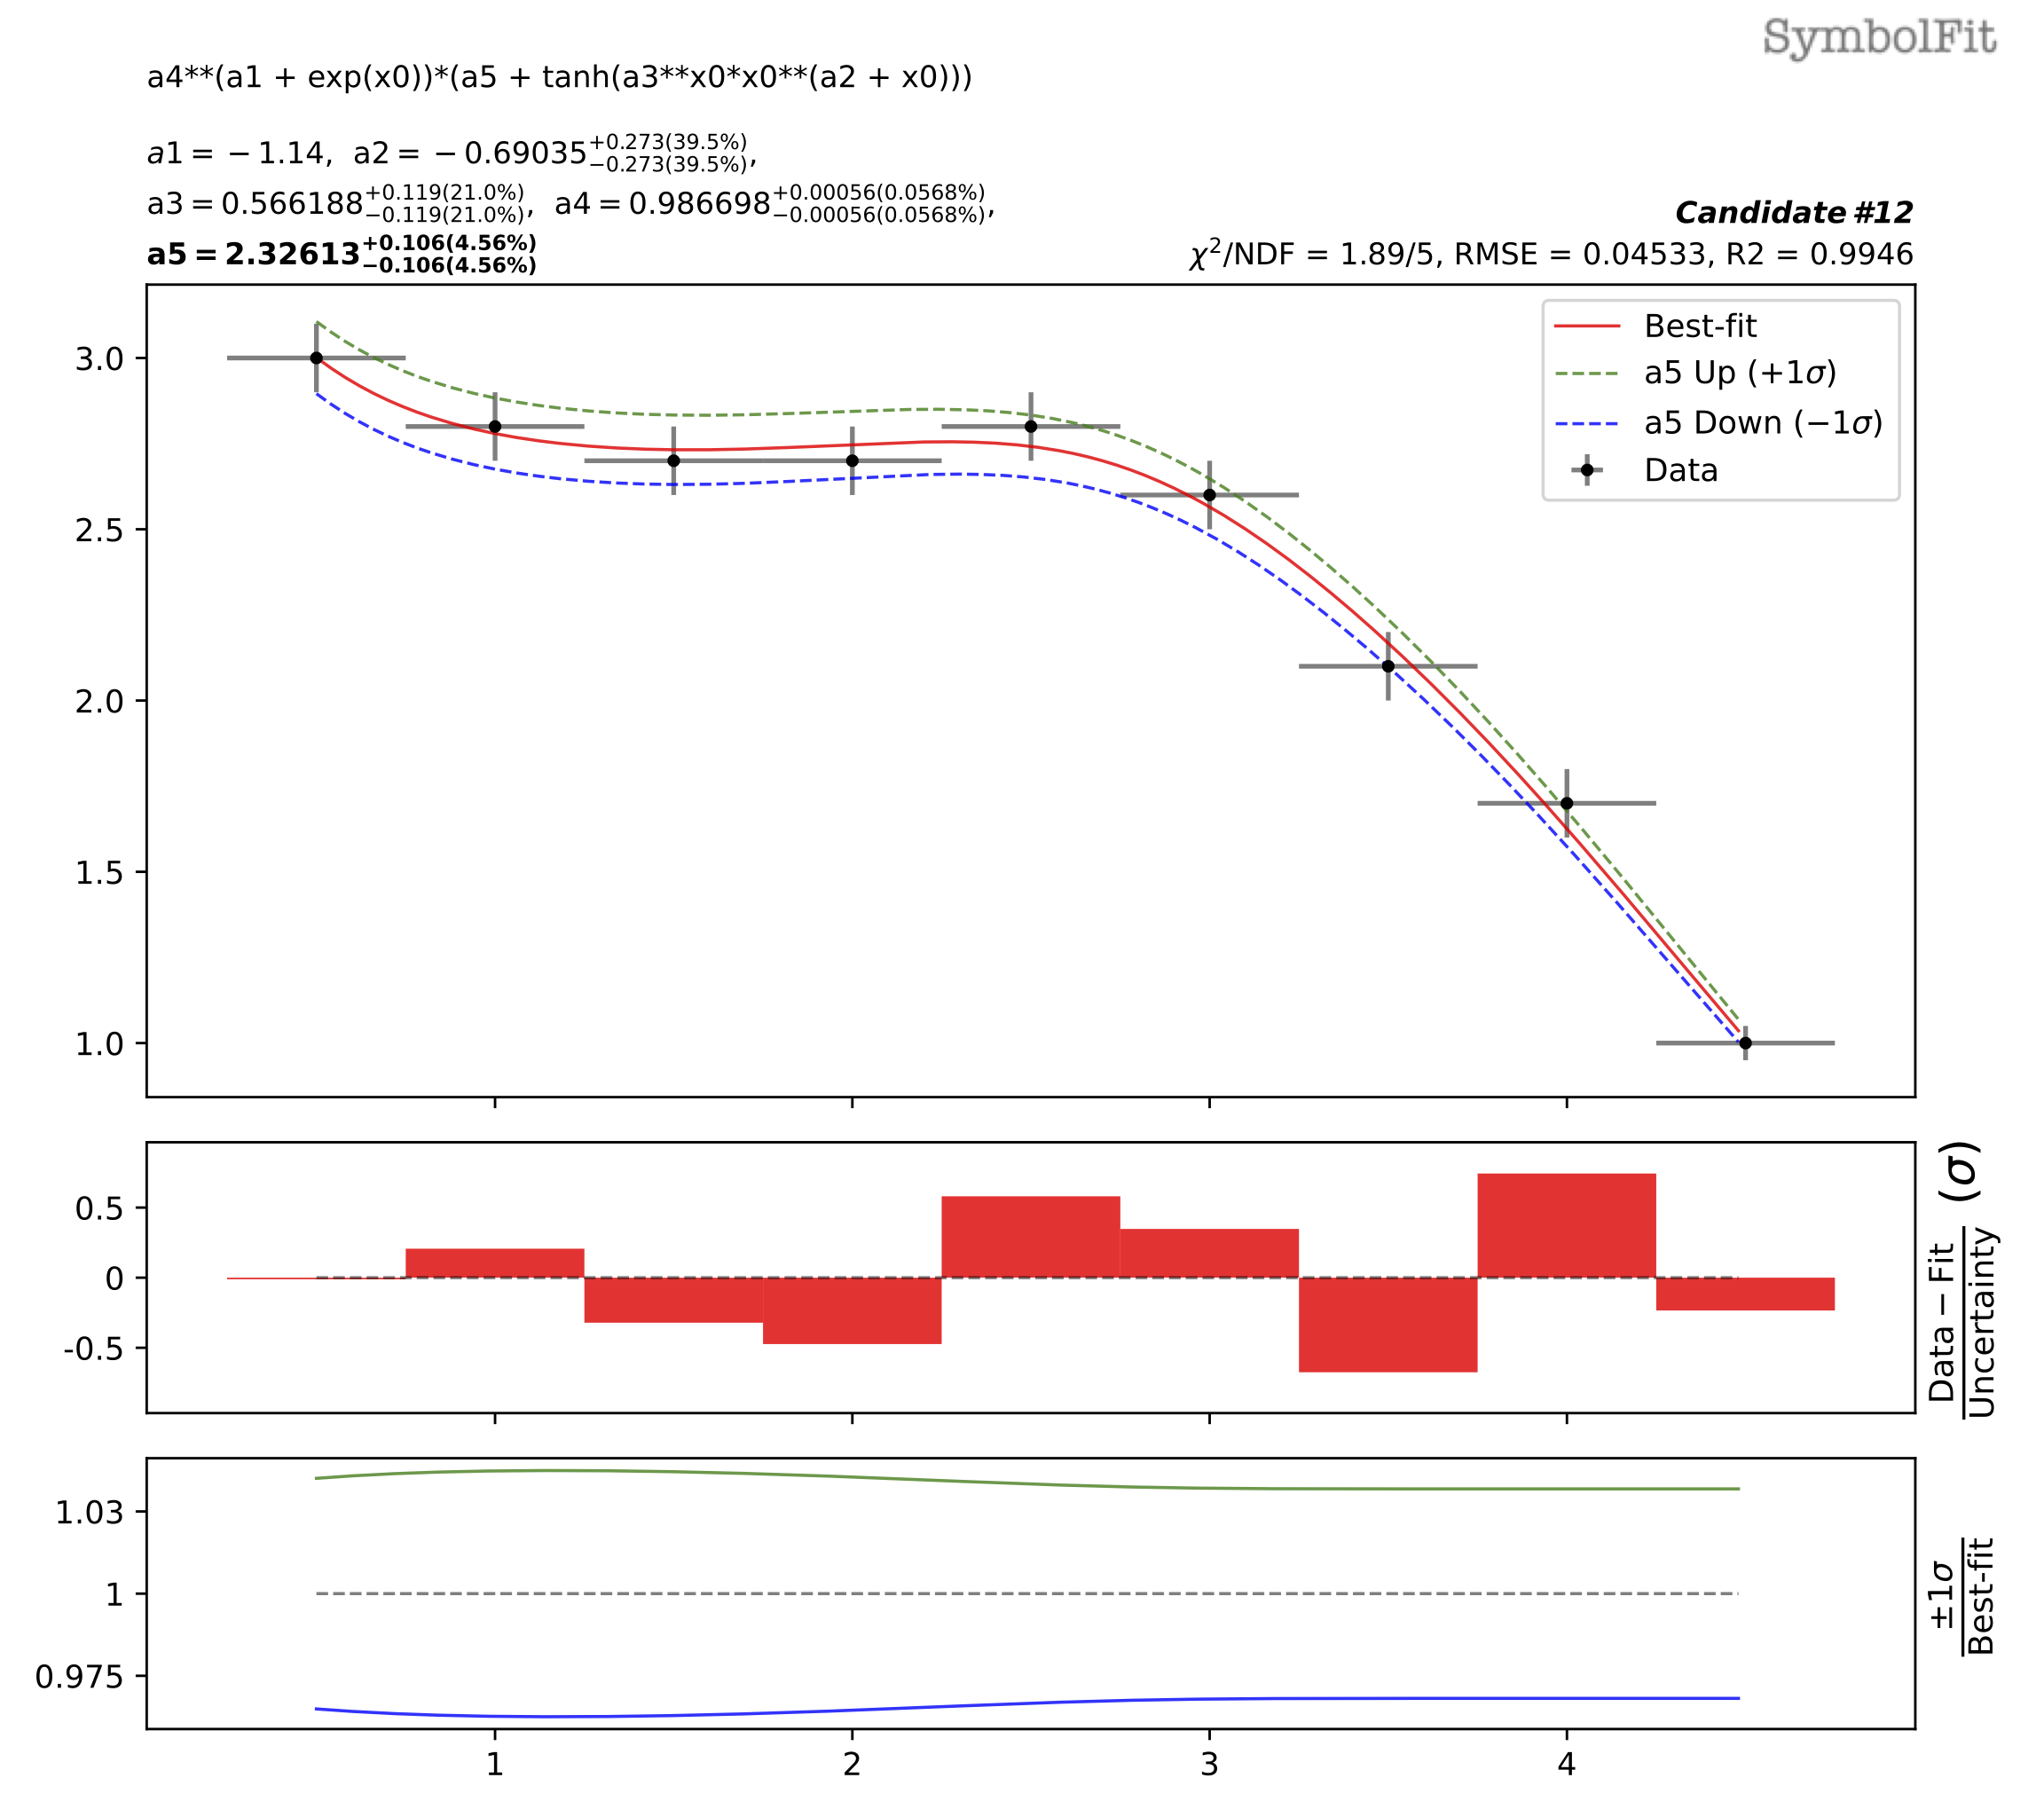 SymbolFit
a4**(a1 + exp(x0))*(a5 + tanh(a3**x0*x0**(a2 + x0)))
a1 = − 1.14, a2 = − 0.69035 +0.273(39.5%) −0.273(39.5%),
a3 = 0.566188 +0.119(21.0%) −0.119(21.0%), a4 = 0.986698 +0.00056(0.0568%) −0.00056(0.0568%),
a5 = 2.32613 +0.106(4.56%) −0.106(4.56%)
Candidate #12
χ²/NDF = 1.89/5, RMSE = 0.04533, R2 = 0.9946
Best-fit
a5 Up (+1σ)
a5 Down (−1σ)
Data
3.0
2.5
2.0
1.5
1.0
0.5
0
-0.5
Data − Fit
Uncertainty
(σ)
1.03
1
0.975
±1σ
Best-fit
1 2 3 4